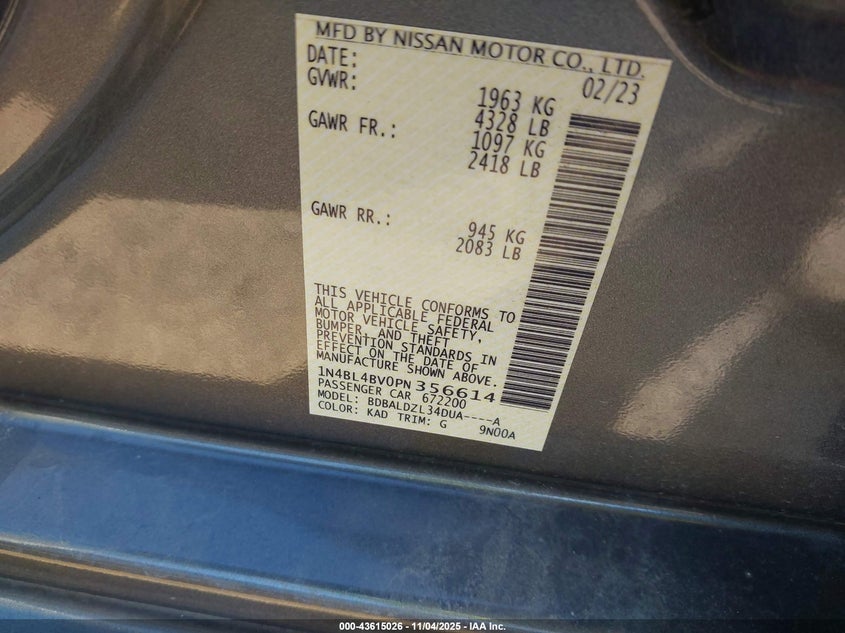 MFD BY NISSAN MOTOR CO., LTD.
DATE: 02/23
GVWR: 1963 KG
4328 LB
GAWR FR.: 1097 KG
2418 LB
GAWR RR.: 945 KG
2083 LB
THIS VEHICLE CONFORMS TO
ALL APPLICABLE FEDERAL
MOTOR VEHICLE SAFETY,
BUMPER, AND THEFT
PREVENTION STANDARDS IN
EFFECT ON THE DATE OF
MANUFACTURE SHOWN ABOVE.
1N4BL4BV0PN356614
PASSENGER CAR 672200
MODEL: BDBALDZL34DUA----A
COLOR: KAD TRIM: G 9N00A
000-43615026 - 11/04/2025 - IAA Inc.